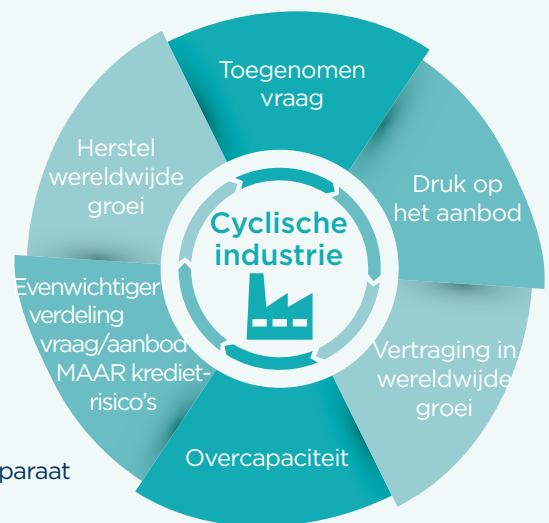 Toegenomen
vraag
Druk op
het aanbod
Vertraging in
wereldwijde
groei
Overcapaciteit
Evenwichtiger
verdeling
vraag/aanbod
MAAR krediet-
risico's
Herstel
wereldwijde
groei
Cyclische
industrie
paraat